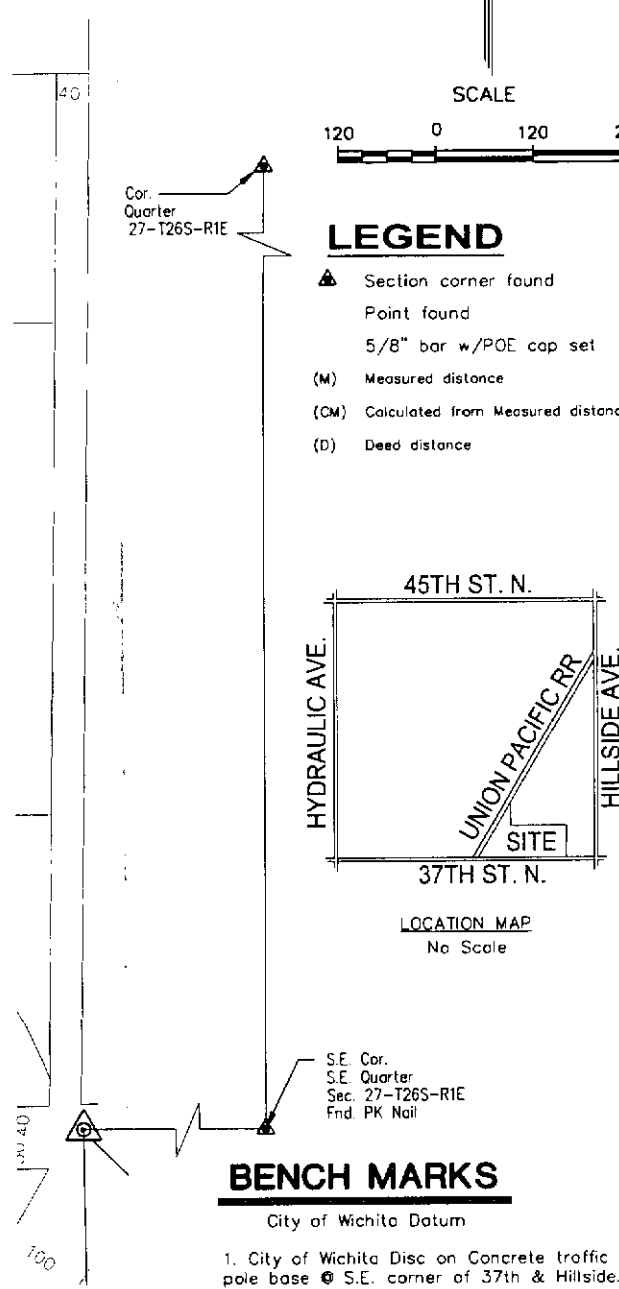 SCALE
120 0 120
40
Cor.
Quarter
27-T26S-R1E
LEGEND
Section corner found
Point found
5/8" bar w/POE cap set
(M) Measured distance
(CM) Calculated from Measured distanc
(D) Deed distance
45TH ST. N.
HYDRAULIC AVE.
UNION PACIFIC RR
HILLSIDE AVE.
SITE
37TH ST. N.
LOCATION MAP
No Scale
S.E. Cor.
S.E. Quarter
Sec. 27-T26S-R1E
Fnd. PK Nail
40
100
BENCH MARKS
City of Wichita Datum
1. City of Wichita Disc on Concrete traffic
pole base @ S.E. corner of 37th & Hillside.